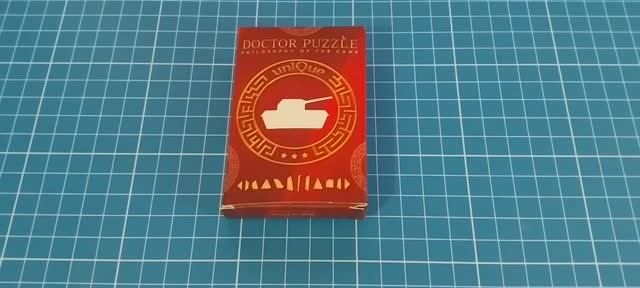 DOCTOR PUZZLE
PHILOSOPHY OF THE GAME
unIQue